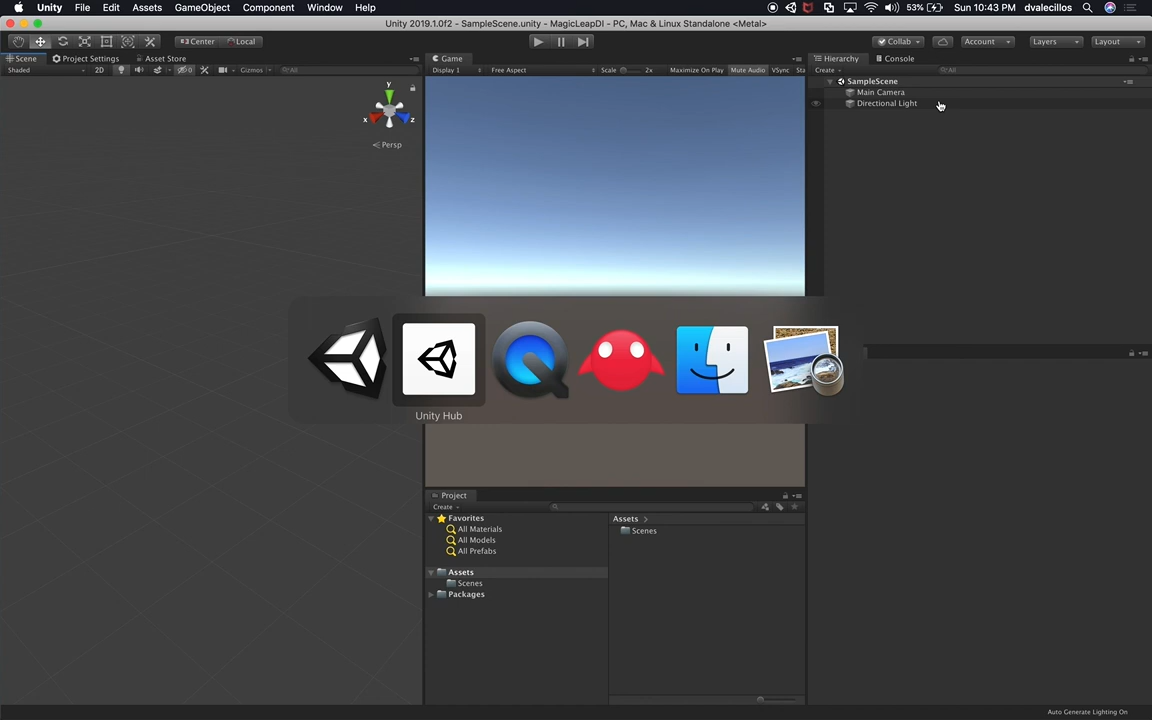 Unity File Edit Assets GameObject Component Window Help 53% Sun 10:43 PM dvalecillos
Unity 2019.1.0f2 - SampleScene.unity - MagicLeapDI - PC, Mac & Linux Standalone <Metal>
Center Local Collab Account Layers Layout
Scene Project Settings Asset Store Game Hierarchy Console
Shaded 2D 0 Gizmos All Display 1 Free Aspect Scale 2x Maximize On Play Mute Audio VSync Sta Create All
SampleScene
Main Camera
Directional Light
y
x z
Persp
Unity Hub
Project
Create
Favorites Assets
All Materials Scenes
All Models
All Prefabs
Assets
Scenes
Packages
Auto Generate Lighting On